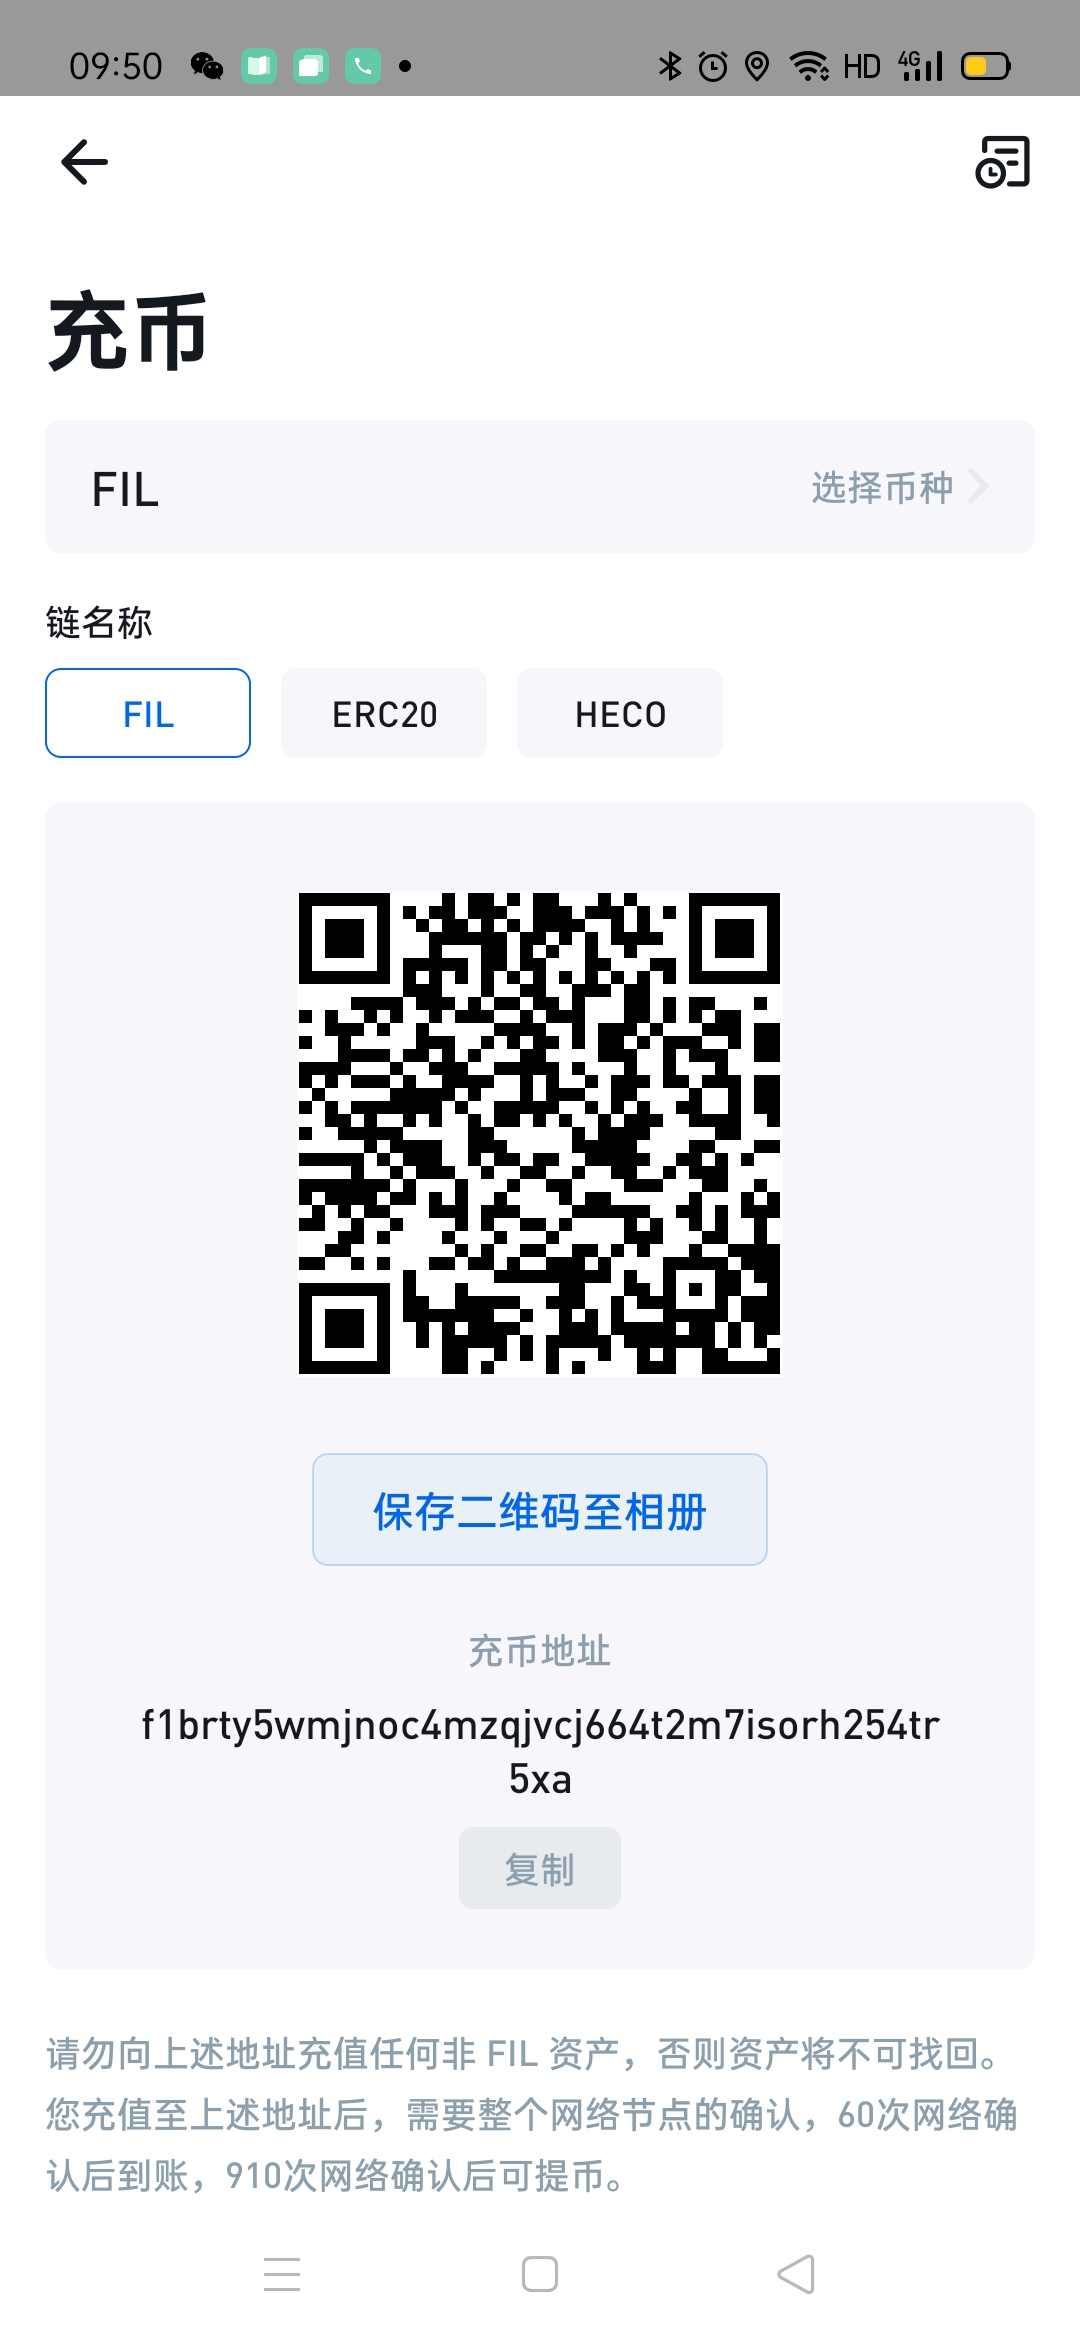 09:50
HD 4G
充币
FIL
选择币种
链名称
FIL
ERC20
HECO
保存二维码至相册
充币地址
f1brty5wmjnoc4mzqjvcj664t2m7isorh254tr
5xa
复制
请勿向上述地址充值任何非 FIL 资产，否则资产将不可找回。
您充值至上述地址后，需要整个网络节点的确认，60次网络确
认后到账，910次网络确认后可提币。